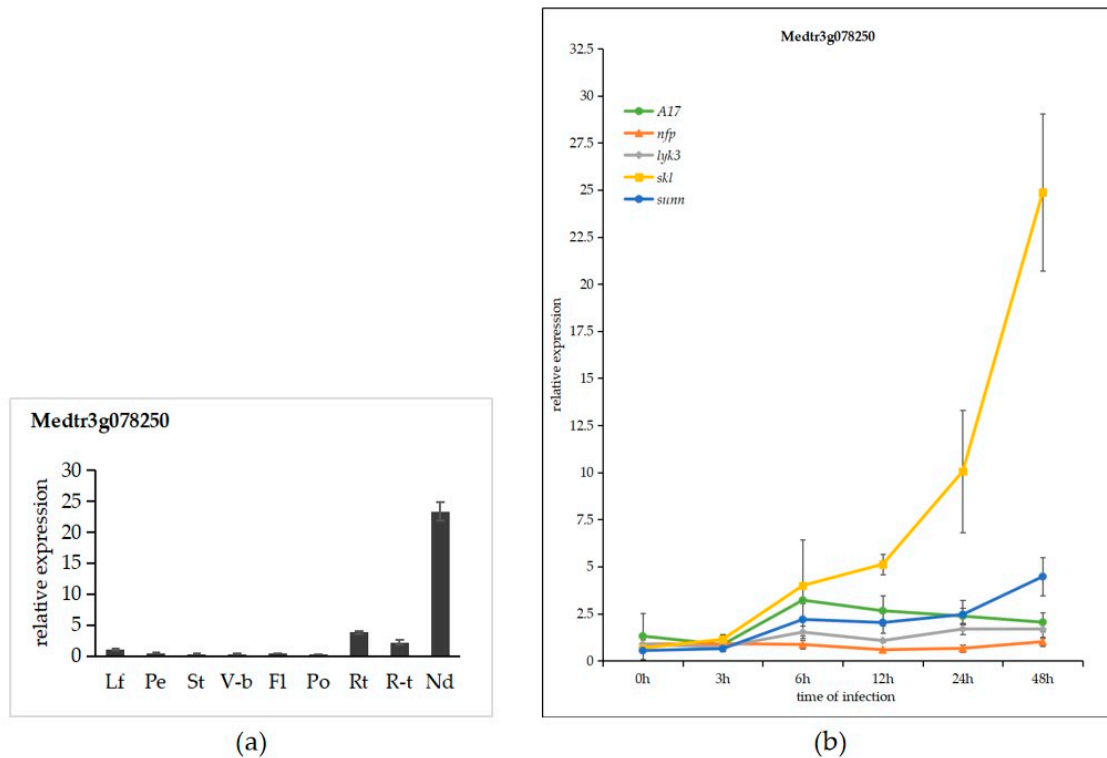 Medtr3g078250
relative expression
30
25
20
15
10
5
0
Lf Pe St V-b Fl Po Rt R-t Nd
(a)
Medtr3g078250
relative expression
32.5
30
27.5
25
22.5
20
17.5
15
12.5
10
7.5
5
2.5
0
A17
nfp
lyk3
skl
sunn
0h 3h 6h 12h 24h 48h
time of infection
(b)